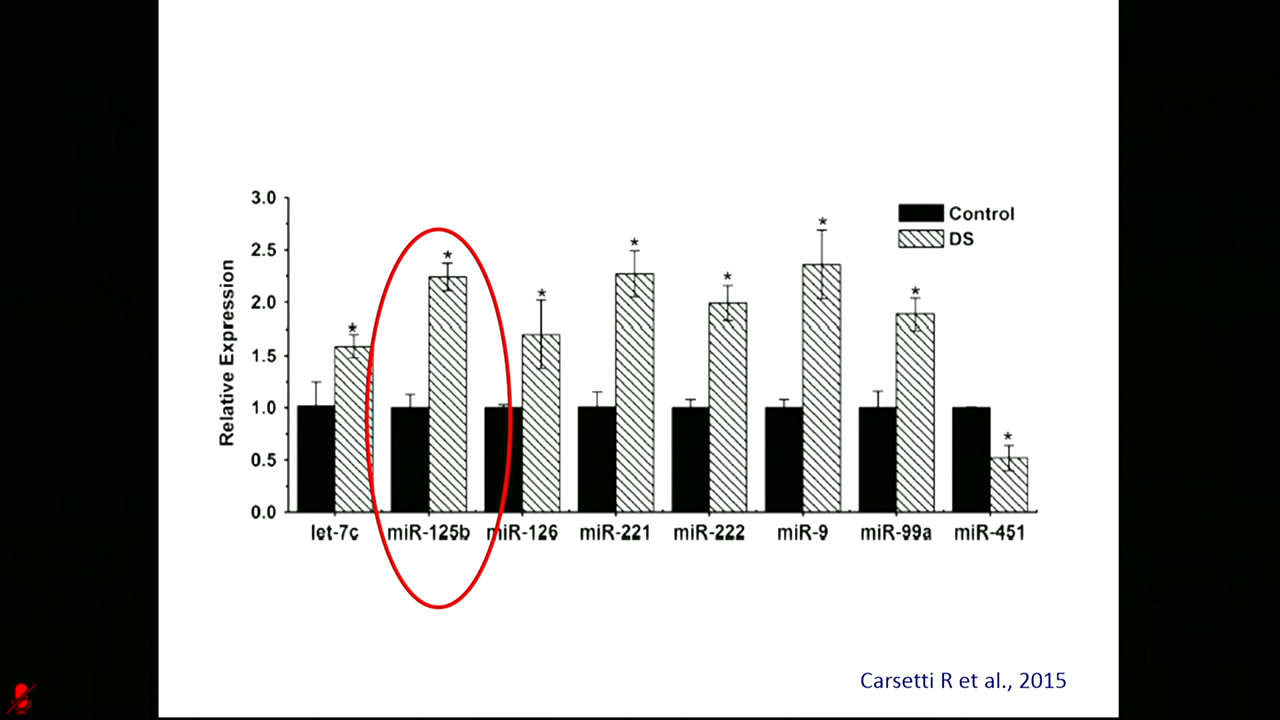 3.0
2.5
2.0
1.5
1.0
0.5
0.0
Relative Expression
Control
DS
* * * * * * * *
let-7c miR-125b miR-126 miR-221 miR-222 miR-9 miR-99a miR-451
Carsetti R et al., 2015